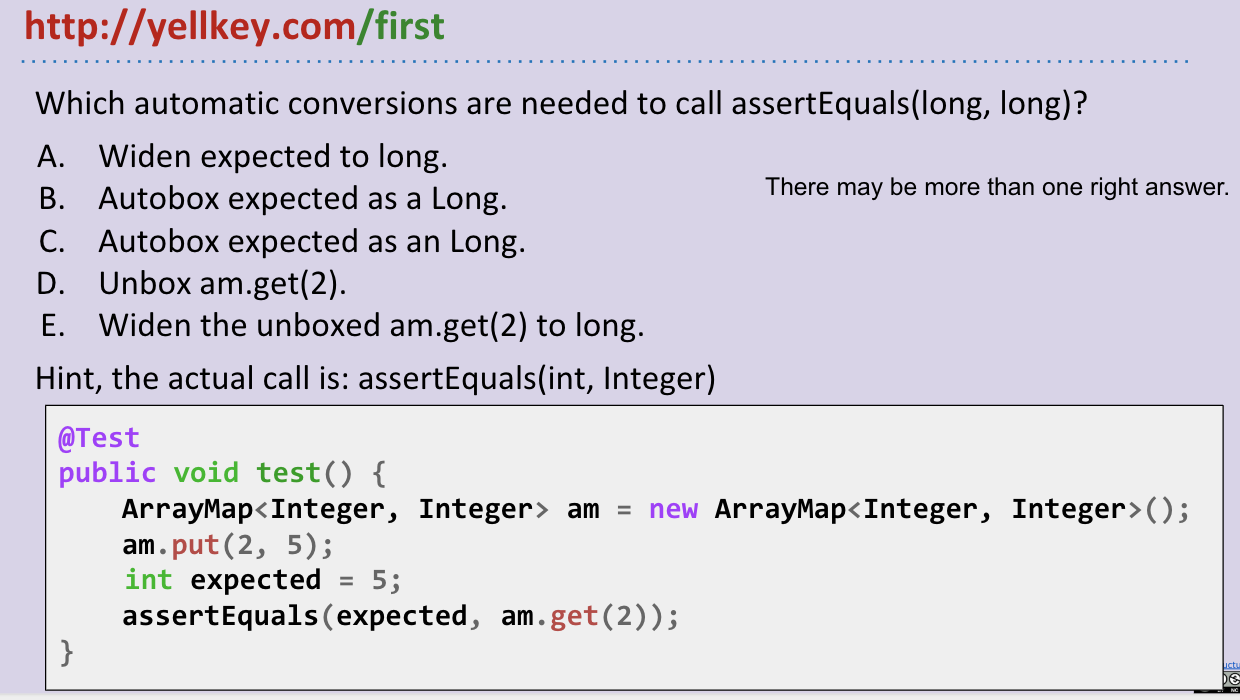 http://yellkey.com/first
Which automatic conversions are needed to call assertEquals(long, long)?
A. Widen expected to long.
There may be more than one right answer.
B. Autobox expected as a Long.
C. Autobox expected as an Long.
D. Unbox am.get(2).
E. Widen the unboxed am.get(2) to long.
Hint, the actual call is: assertEquals(int, Integer)
@Test
public void test() {
    ArrayMap<Integer, Integer> am = new ArrayMap<Integer, Integer>();
    am.put(2, 5);
    int expected = 5;
    assertEquals(expected, am.get(2));
}